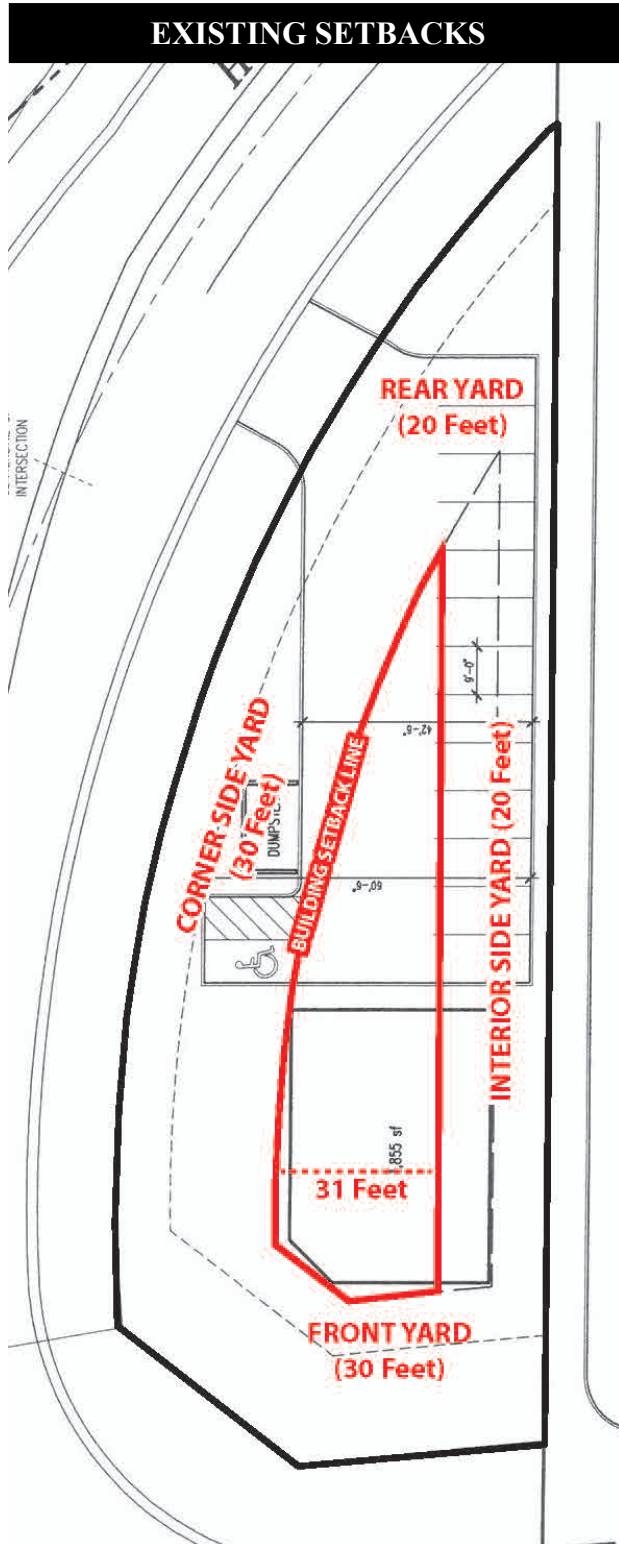 EXISTING SETBACKS
H
INTERSECTION
REAR YARD
(20 Feet)
9'-0"
42'-6"
CORNER SIDE YARD
(30 Feet)
DUMPSTE
BUILDING SETBACK LINE
INTERIOR SIDE YARD (20 Feet)
60'-6"
,855 sf
31 Feet
FRONT YARD
(30 Feet)